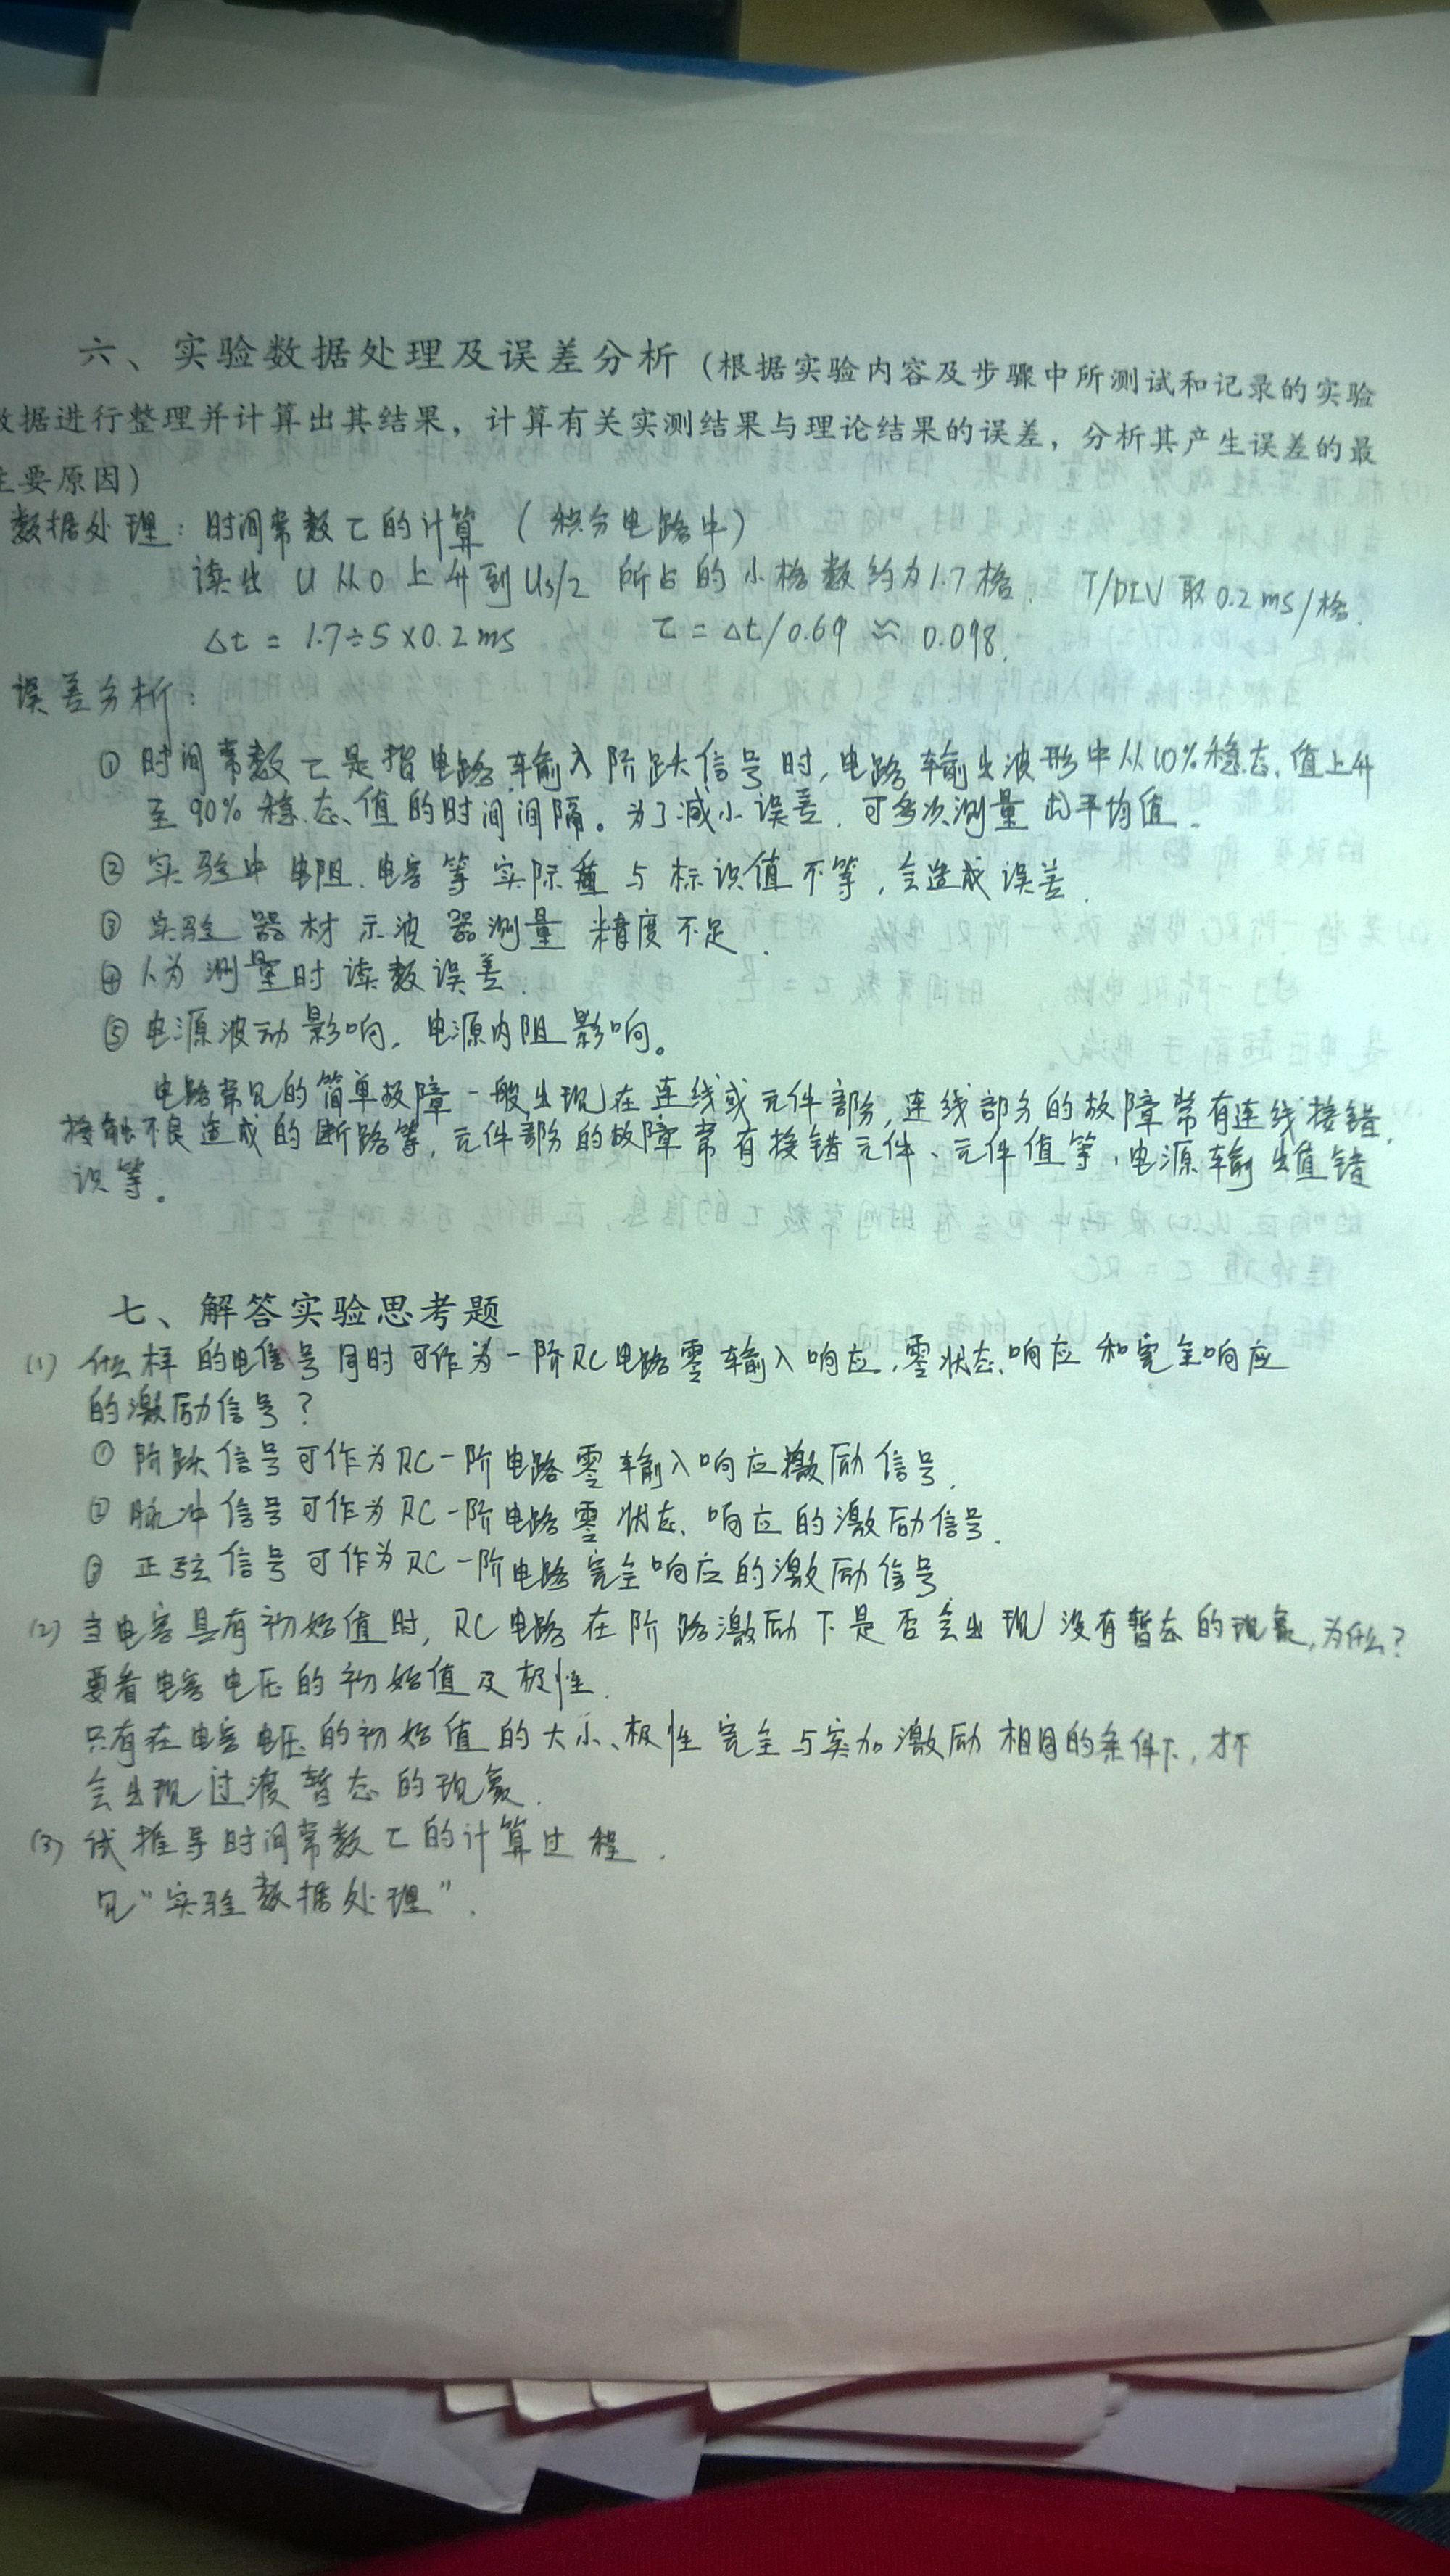 六、实验数据处理及误差分析（根据实验内容及步骤中所测试和记录的实验
数据进行整理并计算出其结果，计算有关实测结果与理论结果的误差，分析其产生误差的最
主要原因）
数据处理：时间常数τ的计算（积分电路中）
读出 U 从0上升到Us/2 所占的小格数约为1.7格. T/DIV 取0.2ms/格.
Δt = 1.7÷5×0.2ms τ=Δt/0.69 ≈ 0.098.
误差分析：
① 时间常数τ是指电路输入阶跃信号时,电路输出波形中从10%稳态值上升
至90%稳态值的时间间隔。为了减小误差,可多次测量出平均值.
② 实验中电阻、电容等实际值与标识值不等,会造成误差.
③ 实验器材示波器测量精度不足.
④ 人为测量时读数误差.
⑤ 电源波动影响,电源内阻影响。
电路常见的简单故障一般出现在连线或元件部分,连线部分的故障常有连线接错,
接触不良造成的断路等,元件部分的故障常有接错元件、元件值等,电源输出值错
误等。
七、解答实验思考题
(1) 什么样的电信号同时可作为一阶RC电路零输入响应,零状态响应和完全响应
的激励信号?
① 阶跃信号可作为RC一阶电路零输入响应激励信号.
② 脉冲信号可作为RC一阶电路零状态响应的激励信号.
③ 正弦信号可作为RC一阶电路完全响应的激励信号
(2) 当电容具有初始值时,RC电路在阶路激励下是否会出现没有暂态的现象,为什么?
要看电容电压的初始值及极性.
只有在电容电压的初始值的大小、极性完全与实加激励相同的条件下,才不
会出现过渡暂态的现象.
(3) 试推导时间常数τ的计算过程.
见"实验数据处理".